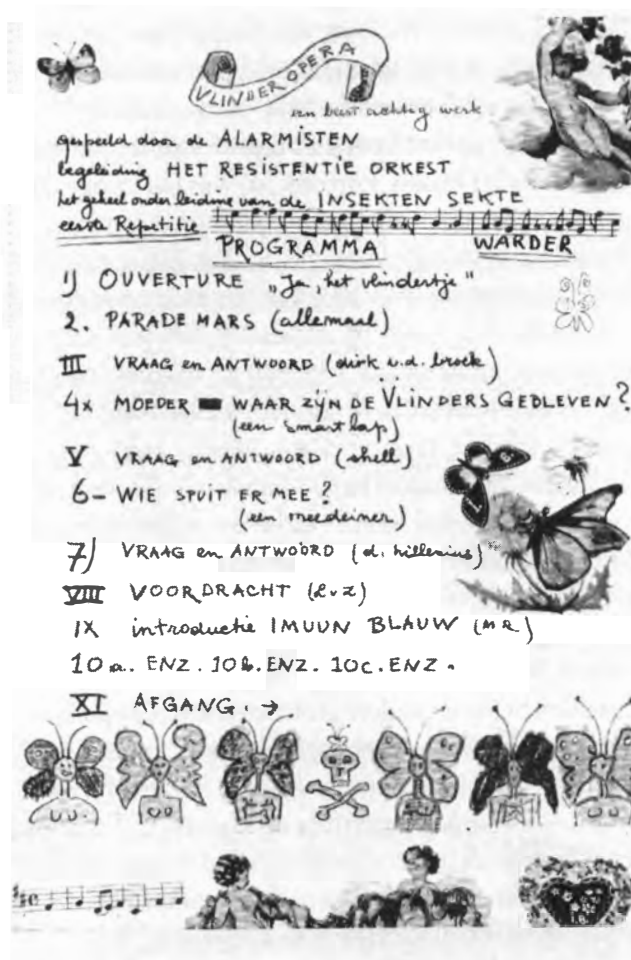 VLINDEROPERA
een beestachtig werk
gespeeld door de ALARMISTEN
begeleiding HET RESISTENTIE ORKEST
het geheel onder leiding van de INSEKTEN SEKTE
eerste Repetitie
PROGRAMMA WARDER
1) OUVERTURE „Ja, het vlindertje"
2. PARADE MARS (allemaal)
III VRAAG en ANTWOORD (dirk v.d. broek)
4x MOEDER WAAR ZIJN DE VLINDERS GEBLEVEN?
(een smartlap)
V VRAAG en ANTWOORD (shell)
6– WIE SPUIT ER MEE?
(een meedeiner)
7) VRAAG en ANTWOORD (d. hillenius)
VIII VOORDRACHT (LvZ)
IX introductie IMUUN BLAUW (MR)
10a. ENZ. 10b. ENZ. 10c. ENZ.
XI AFGANG. →